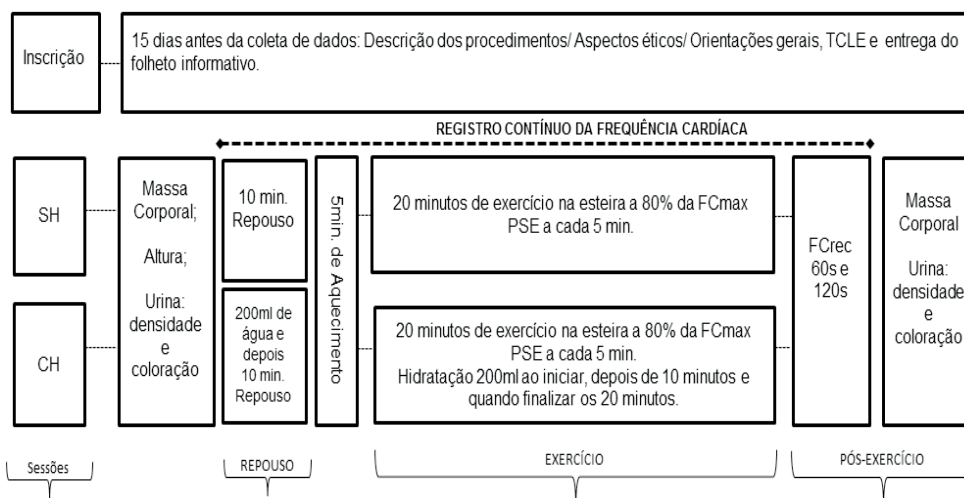 Inscrição
15 dias antes da coleta de dados: Descrição dos procedimentos/ Aspectos éticos/ Orientações gerais, TCLE e entrega do
folheto informativo.
REGISTRO CONTÍNUO DA FREQUÊNCIA CARDÍACA
SH
CH
Massa
Corporal;
Altura;
Urina:
densidade
e
coloração
10 min.
Repouso
200ml de
água e
depois
10 min.
Repouso
5min. de Aquecimento
20 minutos de exercício na esteira a 80% da FCmax
PSE a cada 5 min.
20 minutos de exercício na esteira a 80% da FCmax
PSE a cada 5 min.
Hidratação 200ml ao iniciar, depois de 10 minutos e
quando finalizar os 20 minutos.
FCrec
60s e
120s
Massa
Corporal
Urina:
densidade
e
coloração
Sessões
REPOUSO
EXERCÍCIO
PÓS-EXERCÍCIO